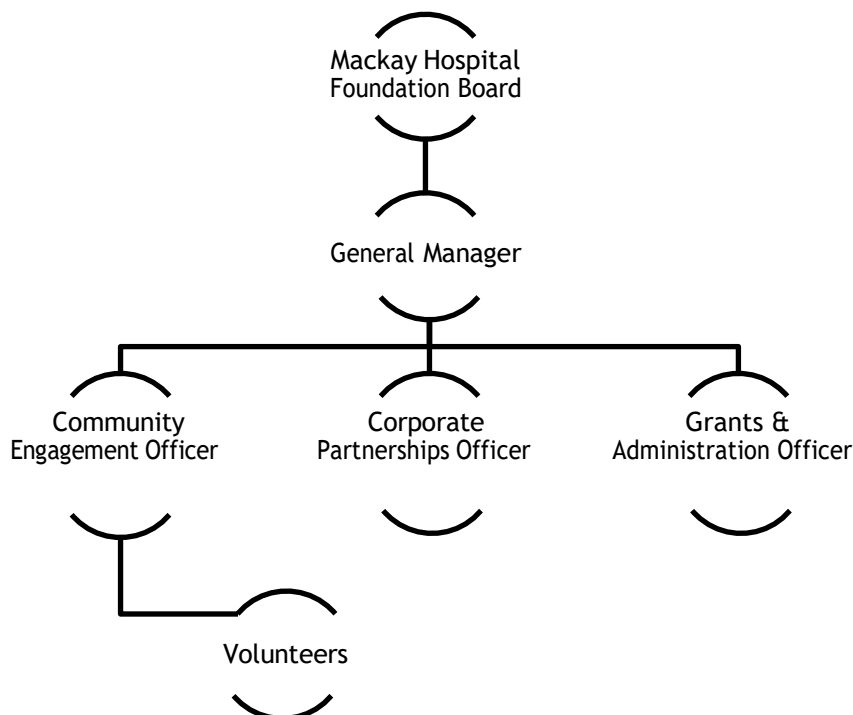 Mackay Hospital
Foundation Board
General Manager
Community
Engagement Officer
Corporate
Partnerships Officer
Grants &
Administration Officer
Volunteers